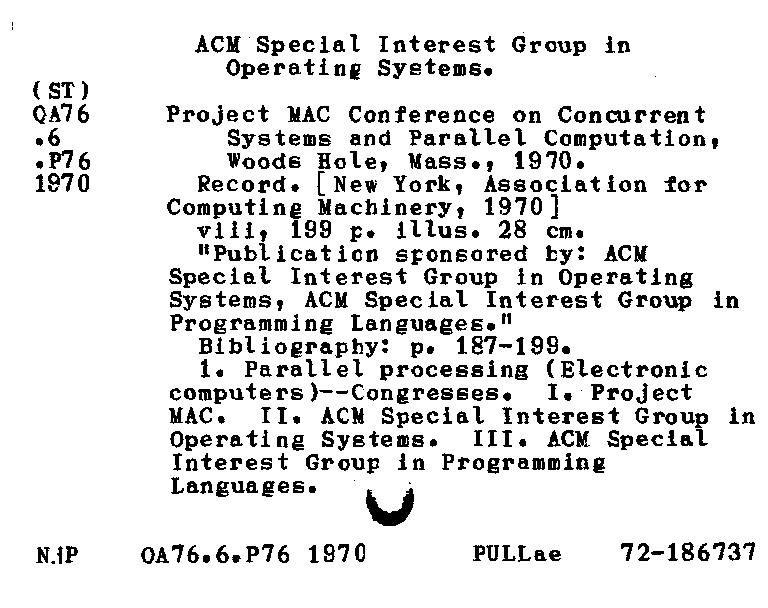 ACM Special Interest Group in
Operating Systems.
(ST)
QA76 Project MAC Conference on Concurrent
.6 Systems and Parallel Computation,
.P76 Woods Hole, Mass., 1970.
1970 Record. [New York, Association for
Computing Machinery, 1970]
viii, 199 p. illus. 28 cm.
"Publication sponsored by: ACM
Special Interest Group in Operating
Systems, ACM Special Interest Group in
Programming Languages."
Bibliography: p. 187-199.
1. Parallel processing (Electronic
computers)--Congresses. I. Project
MAC. II. ACM Special Interest Group in
Operating Systems. III. ACM Special
Interest Group in Programming
Languages.
NjP QA76.6.P76 1970 PULLae 72-186737